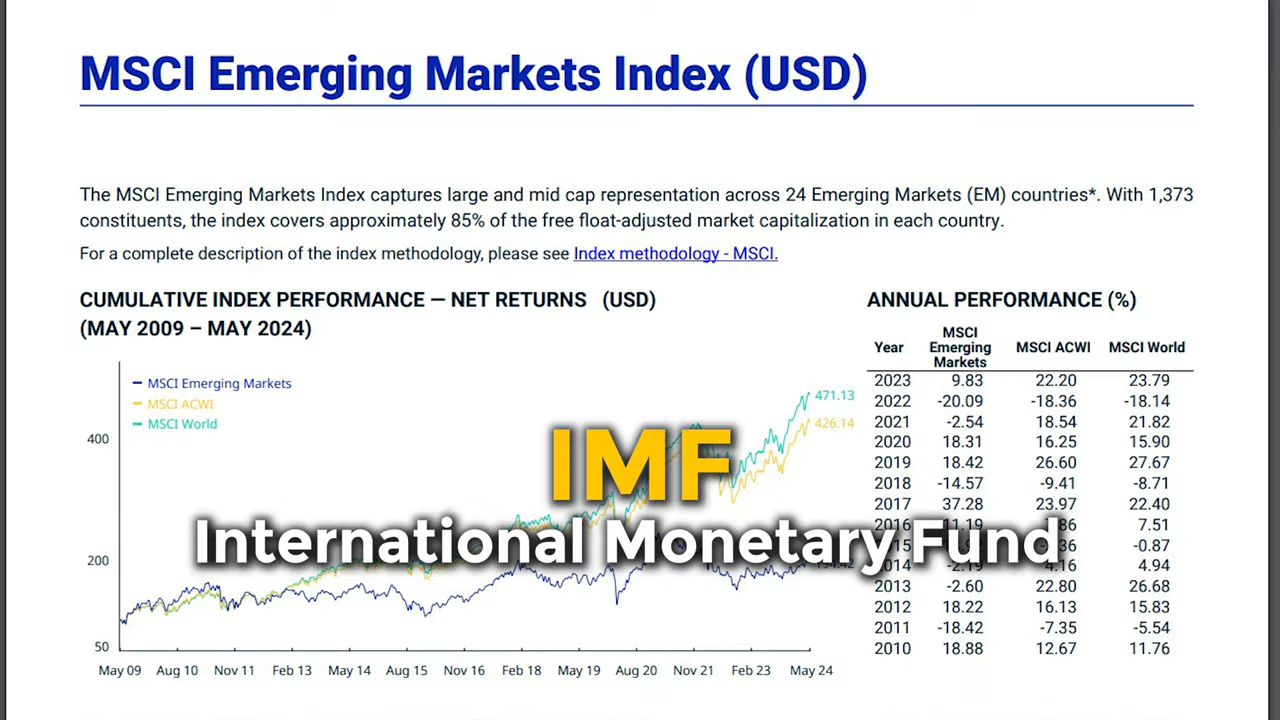 MSCI Emerging Markets Index (USD)
The MSCI Emerging Markets Index captures large and mid cap representation across 24 Emerging Markets (EM) countries*. With 1,373
constituents, the index covers approximately 85% of the free float-adjusted market capitalization in each country.
For a complete description of the index methodology, please see Index methodology - MSCI.
CUMULATIVE INDEX PERFORMANCE — NET RETURNS (USD)
(MAY 2009 – MAY 2024)
MSCI Emerging Markets
MSCI ACWI
MSCI World
471.13
426.14
400
200
50
May 09 Aug 10 Nov 11 Feb 13 May 14 Aug 15 Nov 16 Feb 18 May 19 Aug 20 Nov 21 Feb 23 May 24
IMF
International Monetary Fund
ANNUAL PERFORMANCE (%)
Year MSCI Emerging Markets MSCI ACWI MSCI World
2023 9.83 22.20 23.79
2022 -20.09 -18.36 -18.14
2021 -2.54 18.54 21.82
2020 18.31 16.25 15.90
2019 18.42 26.60 27.67
2018 -14.57 -9.41 -8.71
2017 37.28 23.97 22.40
2016 11.19 7.51
-0.87
2014 -2.19 4.16 4.94
2013 -2.60 22.80 26.68
2012 18.22 16.13 15.83
2011 -18.42 -7.35 -5.54
2010 18.88 12.67 11.76